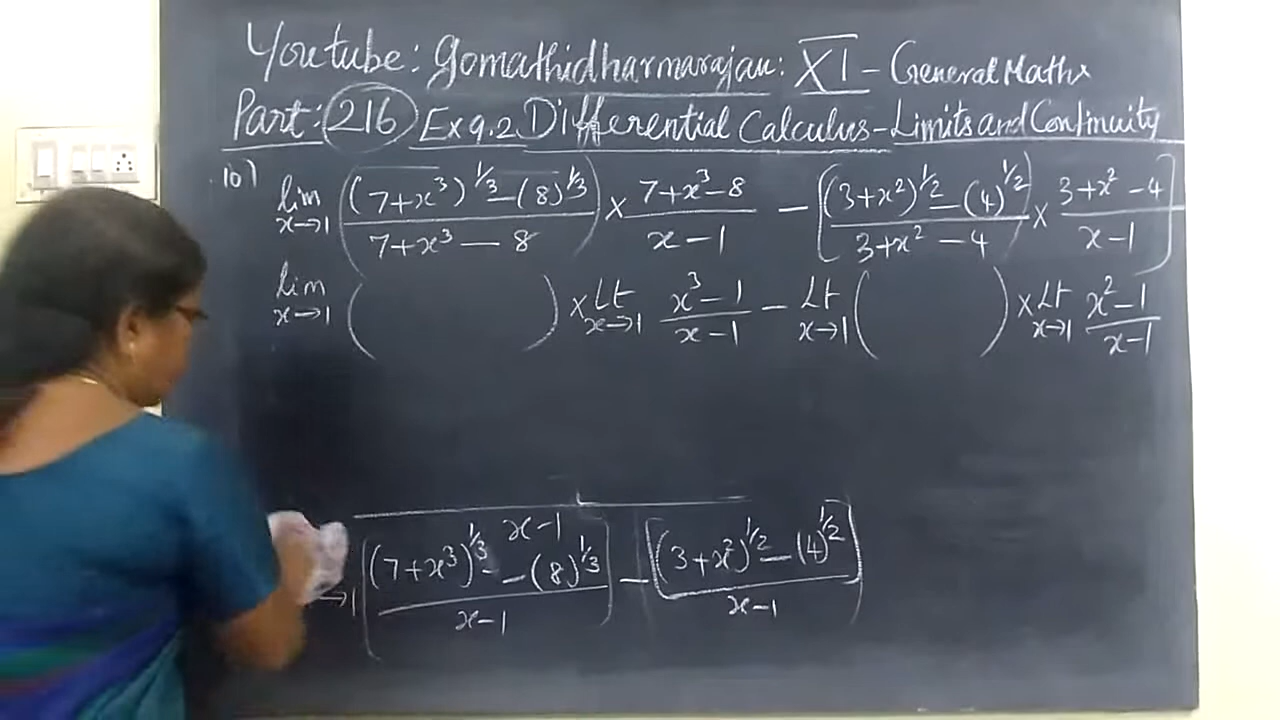 Youtube: Gomathidharmarajan: XI - General Maths
Part: 216 Ex 9.2 Differential Calculus - Limits and Continuity
10) lim x→1 ((7+x³)^1/3 - (8)^1/3 / 7+x³ - 8) × 7+x³-8 / x-1 - [((3+x²)^1/2 - (4)^1/2 / 3+x² - 4) × 3+x² - 4 / x-1]
lim x→1 ( ) × Lt x→1 x³-1 / x-1 - Lt x→1 ( ) × Lt x→1 x²-1 / x-1
x-1
→1 [(7+x³)^1/3 - (8)^1/3 / x-1] - [(3+x²)^1/2 - (4)^1/2 / x-1]